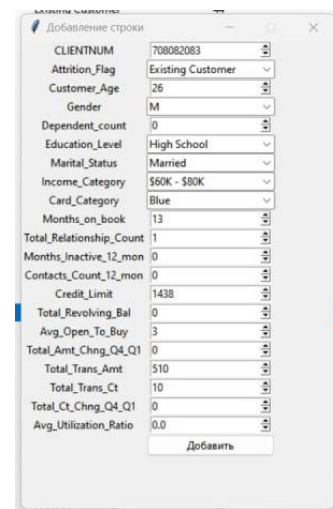 Existing Customer
Добавление строки
CLIENTNUM 708082083
Attrition_Flag Existing Customer
Customer_Age 26
Gender M
Dependent_count 0
Education_Level High School
Marital_Status Married
Income_Category $60K - $80K
Card_Category Blue
Months_on_book 13
Total_Relationship_Count 1
Months_Inactive_12_mon 0
Contacts_Count_12_mon 0
Credit_Limit 1438
Total_Revolving_Bal 0
Avg_Open_To_Buy 3
Total_Amt_Chng_Q4_Q1 0
Total_Trans_Amt 510
Total_Trans_Ct 10
Total_Ct_Chng_Q4_Q1 0
Avg_Utilization_Ratio 0.0
Добавить